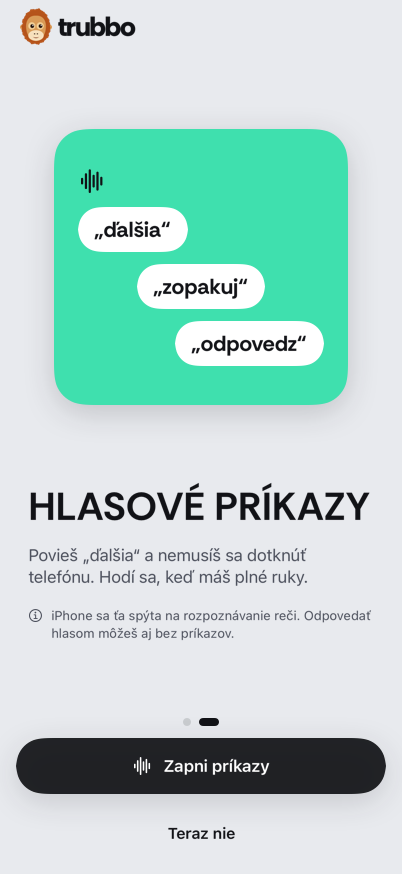 trubbo
„ďalšia“
„zopakuj“
„odpovedz“
HLASOVÉ PRÍKAZY
Povieš „ďalšia“ a nemusíš sa dotknúť
telefónu. Hodí sa, keď máš plné ruky.
iPhone sa ťa spýta na rozpoznávanie reči. Odpovedať
hlasom môžeš aj bez príkazov.
Zapni príkazy
Teraz nie